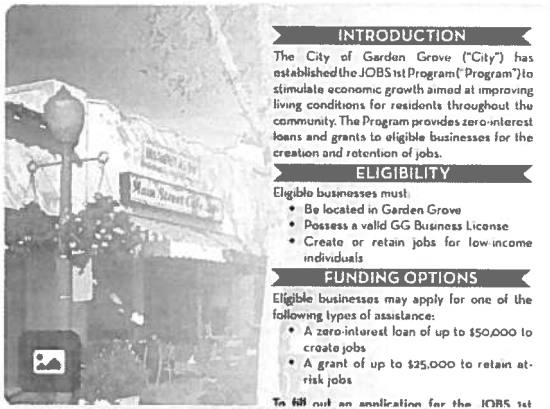 Main Street Cafe
INTRODUCTION
The City of Garden Grove ("City") has
established the JOBS 1st Program ("Program") to
stimulate economic growth aimed at improving
living conditions for residents throughout the
community. The Program provides zero-interest
loans and grants to eligible businesses for the
creation and retention of jobs.
ELIGIBILITY
Eligible businesses must:
• Be located in Garden Grove
• Possess a valid GG Business License
• Create or retain jobs for low-income
individuals
FUNDING OPTIONS
Eligible businesses may apply for one of the
following types of assistance:
• A zero-interest loan of up to $50,000 to
create jobs
• A grant of up to $25,000 to retain at-
risk jobs
To fill out an application for the JOBS 1st